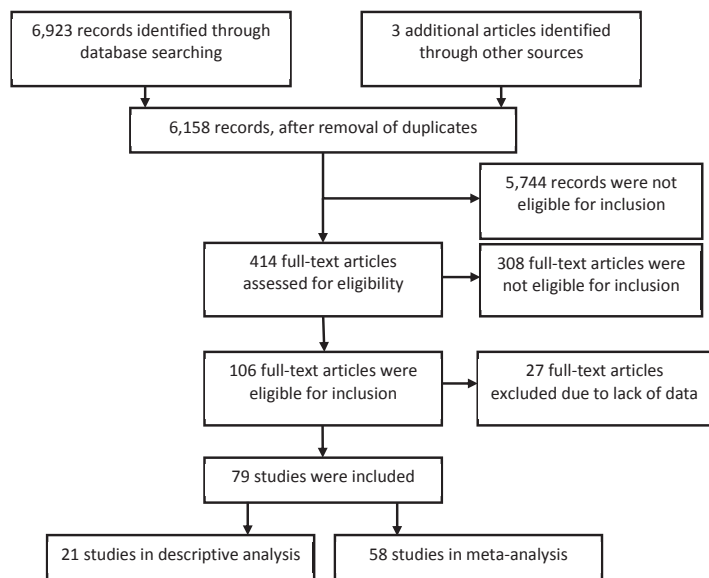 6,923 records identified through
database searching
3 additional articles identified
through other sources
6,158 records, after removal of duplicates
5,744 records were not
eligible for inclusion
414 full-text articles
assessed for eligibility
308 full-text articles were
not eligible for inclusion
106 full-text articles were
eligible for inclusion
27 full-text articles
excluded due to lack of data
79 studies were included
21 studies in descriptive analysis
58 studies in meta-analysis